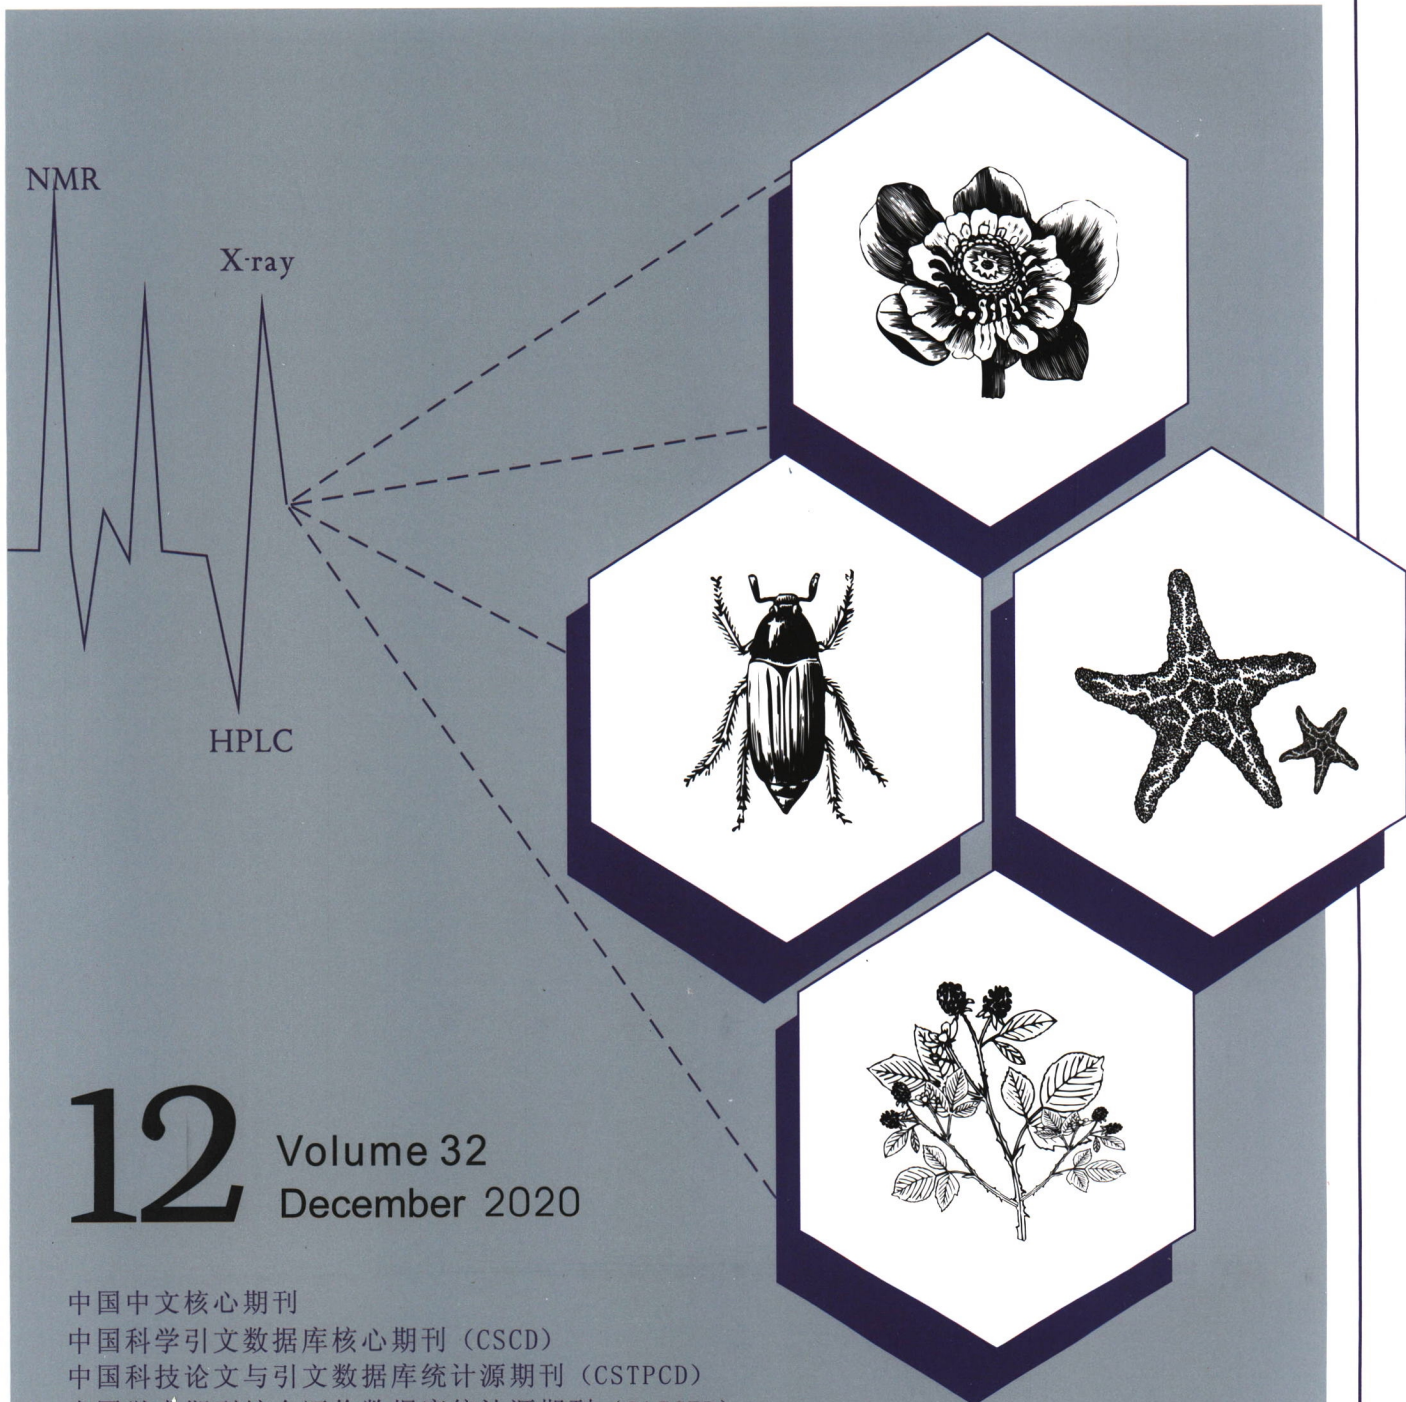 NMR
X-ray
HPLC
12
Volume 32
December 2020
中国中文核心期刊
中国科学引文数据库核心期刊（CSCD）
中国科技论文与引文数据库统计源期刊（CSTPCD）